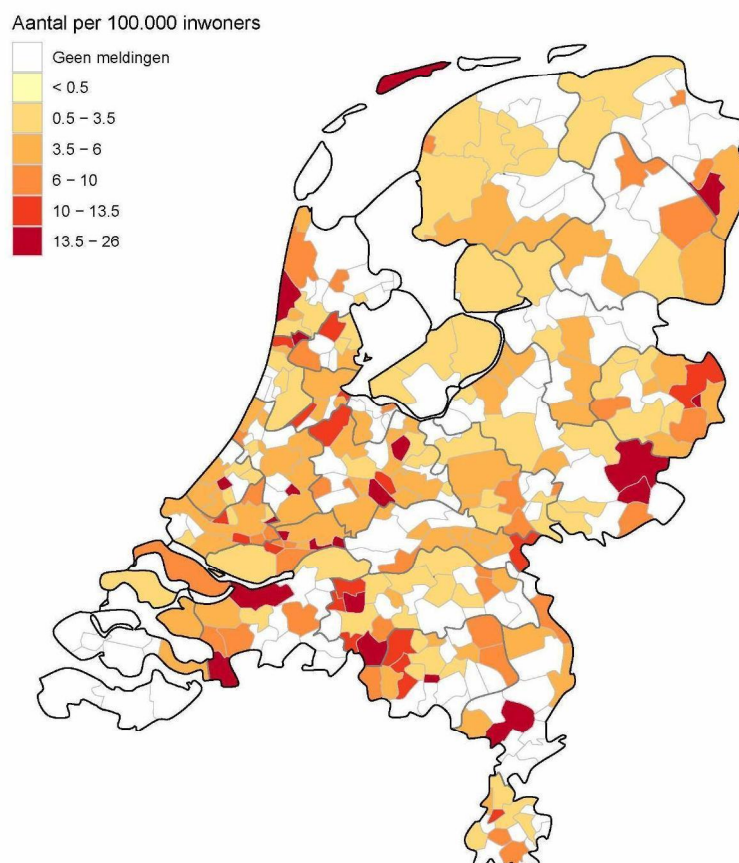 Aantal per 100.000 inwoners
Geen meldingen
< 0.5
0.5 – 3.5
3.5 – 6
6 – 10
10 – 13.5
13.5 – 26